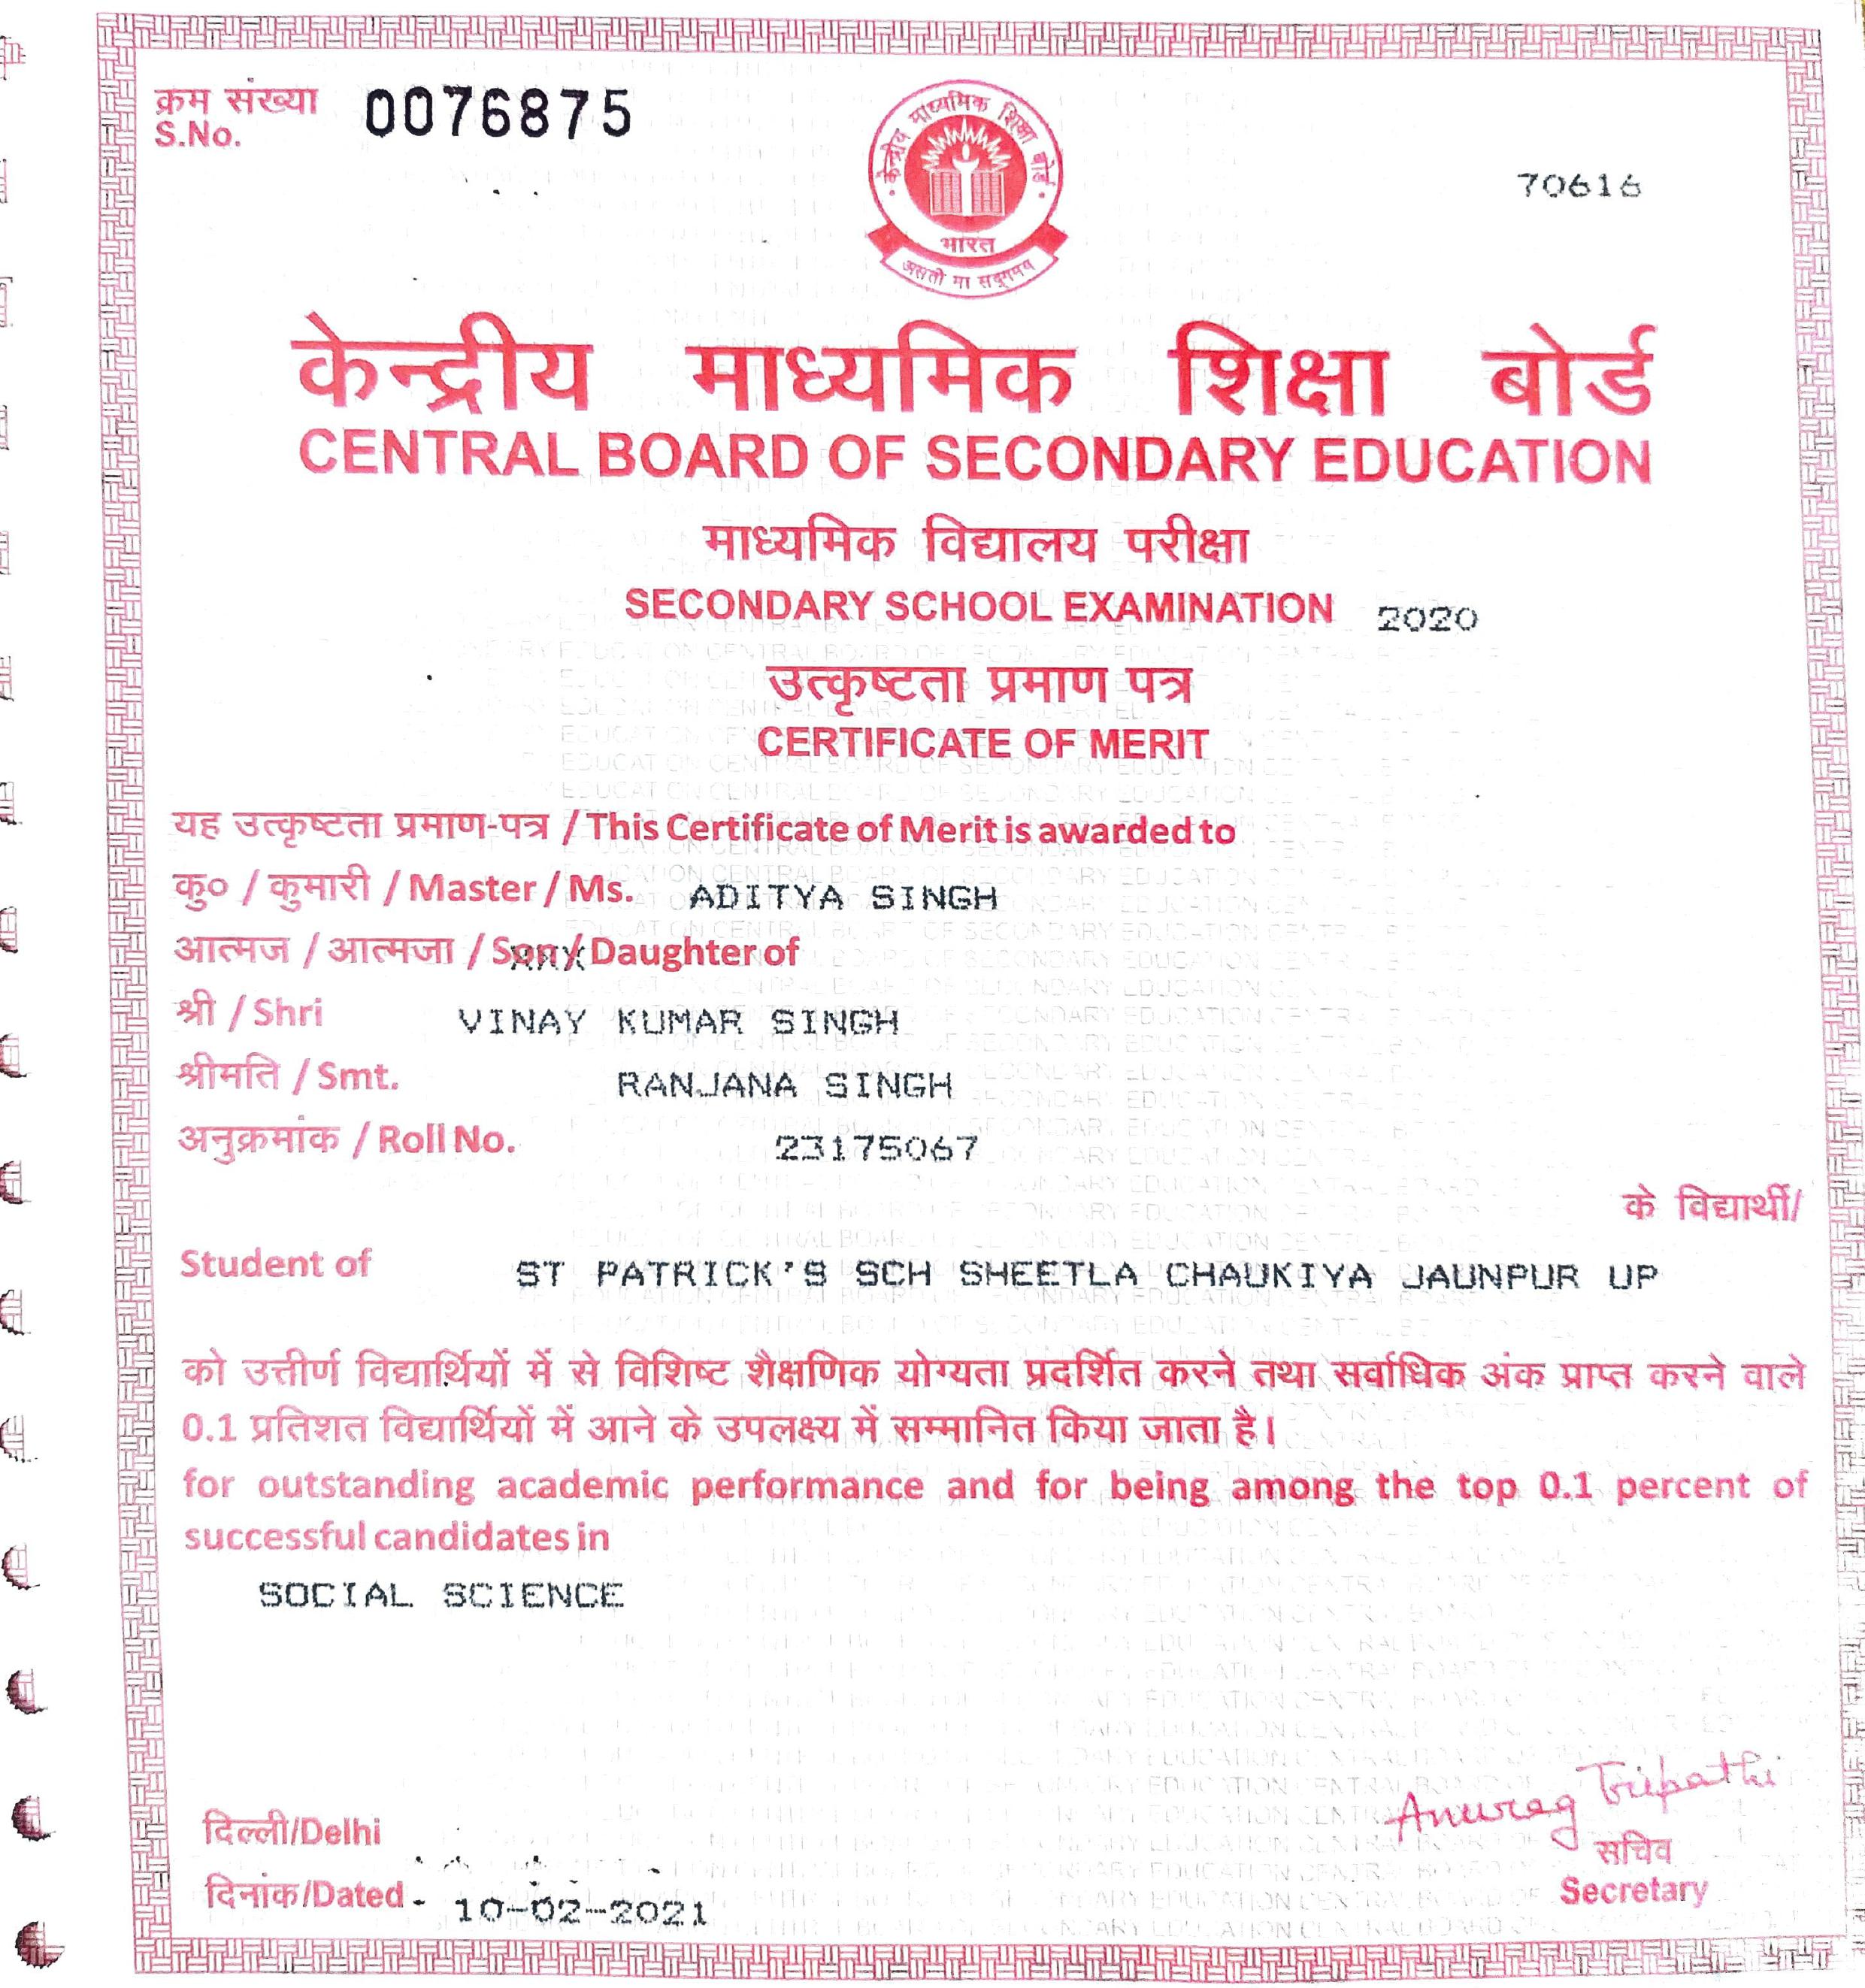 क्रम संख्या
S.No. 0076875
केन्द्रीय माध्यमिक शिक्षा बोर्ड
भारत
असतो मा सद्गमय
70616
केन्द्रीय माध्यमिक शिक्षा बोर्ड
CENTRAL BOARD OF SECONDARY EDUCATION
माध्यमिक विद्यालय परीक्षा
SECONDARY SCHOOL EXAMINATION 2020
उत्कृष्टता प्रमाण पत्र
CERTIFICATE OF MERIT
यह उत्कृष्टता प्रमाण-पत्र / This Certificate of Merit is awarded to
कु० / कुमारी / Master / Ms. ADITYA SINGH
आत्मज / आत्मजा / Son / Daughter of
श्री / Shri VINAY KUMAR SINGH
श्रीमति / Smt. RANJANA SINGH
अनुक्रमांक / Roll No. 23175067
के विद्यार्थी/
Student of ST PATRICK'S SCH SHEETLA CHAUKIYA JAUNPUR UP
को उत्तीर्ण विद्यार्थियों में से विशिष्ट शैक्षणिक योग्यता प्रदर्शित करने तथा सर्वाधिक अंक प्राप्त करने वाले
0.1 प्रतिशत विद्यार्थियों में आने के उपलक्ष्य में सम्मानित किया जाता है।
for outstanding academic performance and for being among the top 0.1 percent of
successful candidates in
SOCIAL SCIENCE
Anurag Tripathi
दिल्ली/Delhi
सचिव
Secretary
दिनांक/Dated - 10-02-2021